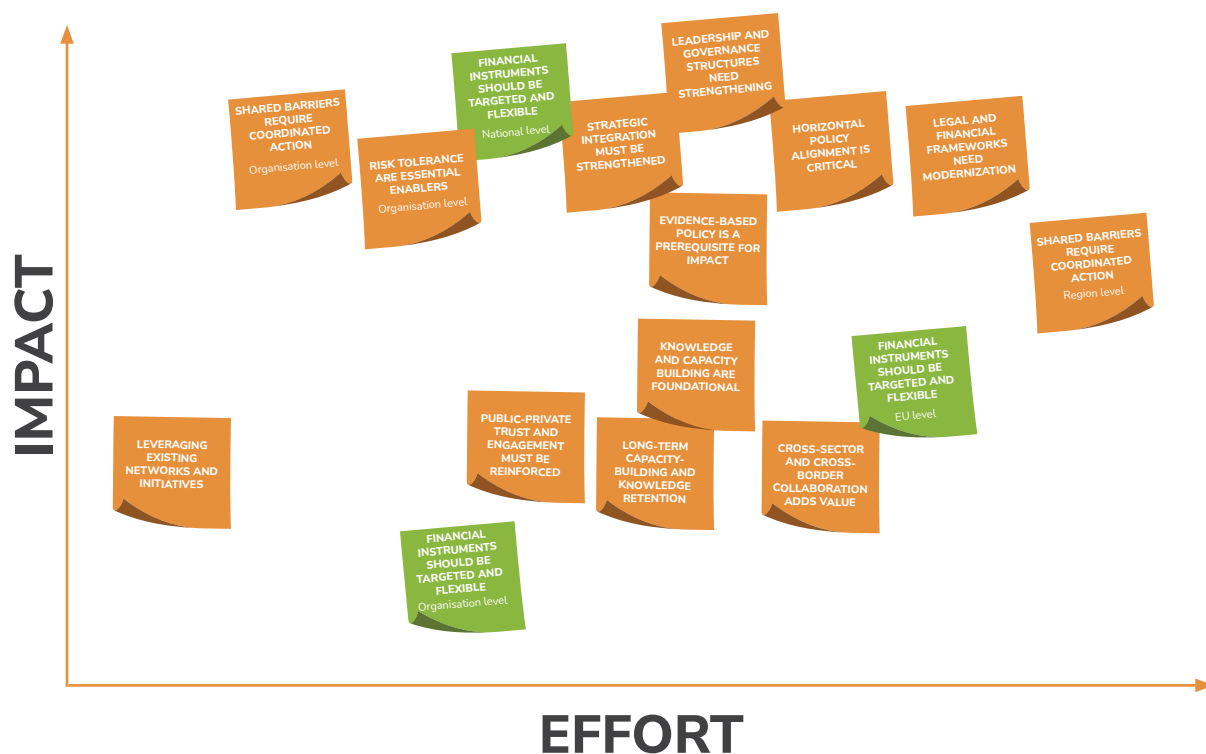 LEADERSHIP AND
GOVERNANCE
STRUCTURES
NEED
STRENGTHENING
FINANCIAL
INSTRUMENTS
SHOULD BE
TARGETED AND
FLEXIBLE
National level
SHARED BARRIERS
REQUIRE
COORDINATED
ACTION
Organisation level
RISK TOLERANCE
ARE ESSENTIAL
ENABLERS
Organisation level
STRATEGIC
INTEGRATION
MUST BE
STRENGTHENED
HORIZONTAL
POLICY
ALIGNMENT IS
CRITICAL
LEGAL AND
FINANCIAL
FRAMEWORKS
NEED
MODERNIZATION
EVIDENCE-BASED
POLICY IS A
PREREQUISITE FOR
IMPACT
SHARED BARRIERS
REQUIRE
COORDINATED
ACTION
Region level
IMPACT
KNOWLEDGE
AND CAPACITY
BUILDING ARE
FOUNDATIONAL
FINANCIAL
INSTRUMENTS
SHOULD BE
TARGETED AND
FLEXIBLE
EU level
LEVERAGING
EXISTING
NETWORKS AND
INITIATIVES
PUBLIC-PRIVATE
TRUST AND
ENGAGEMENT
MUST BE
REINFORCED
LONG-TERM
CAPACITY-
BUILDING AND
KNOWLEDGE
RETENTION
CROSS-SECTOR
AND CROSS-
BORDER
COLLABORATION
ADDS VALUE
FINANCIAL
INSTRUMENTS
SHOULD BE
TARGETED AND
FLEXIBLE
Organisation level
EFFORT